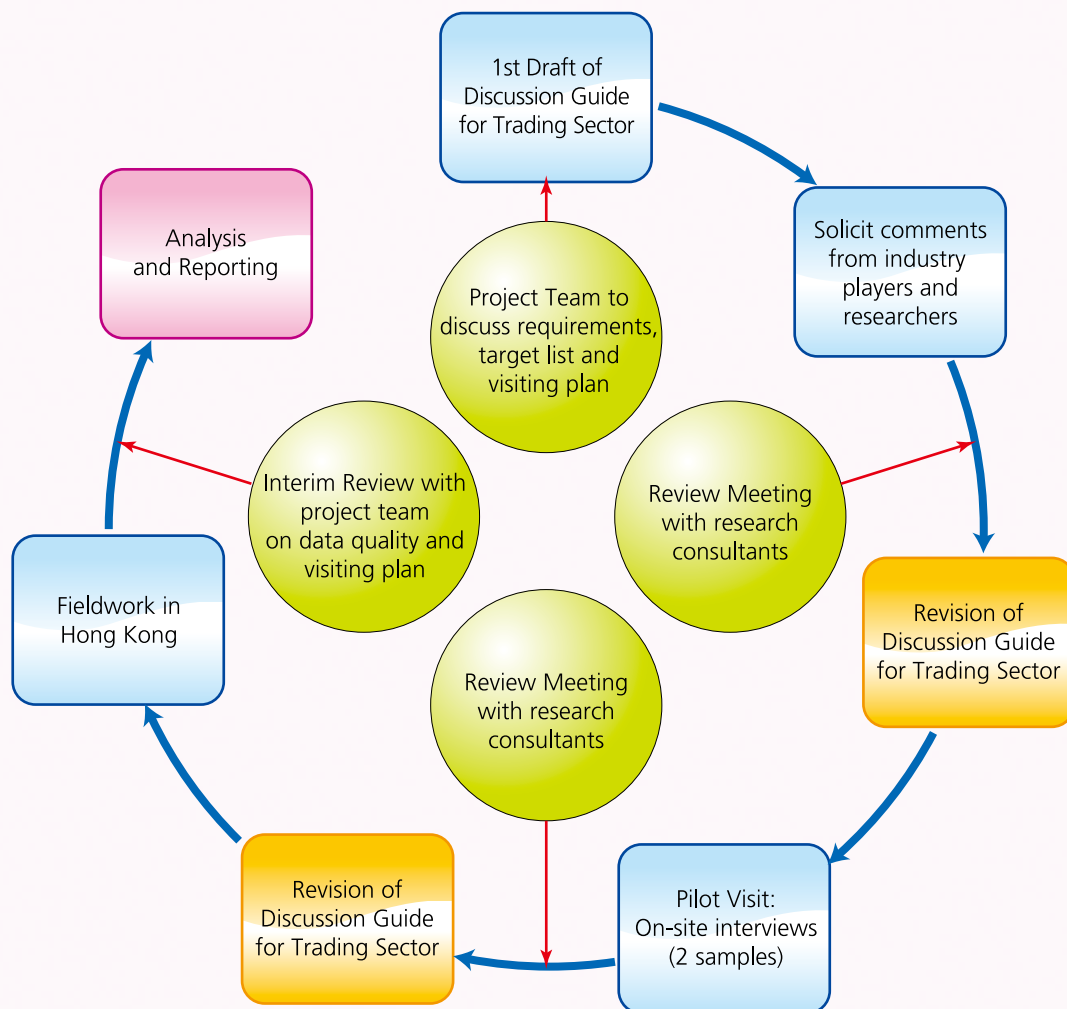 1st Draft of
Discussion Guide
for Trading Sector
Solicit comments
from industry
players and
researchers
Revision of
Discussion Guide
for Trading Sector
Pilot Visit:
On-site interviews
(2 samples)
Revision of
Discussion Guide
for Trading Sector
Fieldwork in
Hong Kong
Analysis
and Reporting
Project Team to
discuss requirements,
target list and
visiting plan
Review Meeting
with research
consultants
Review Meeting
with research
consultants
Interim Review with
project team
on data quality and
visiting plan